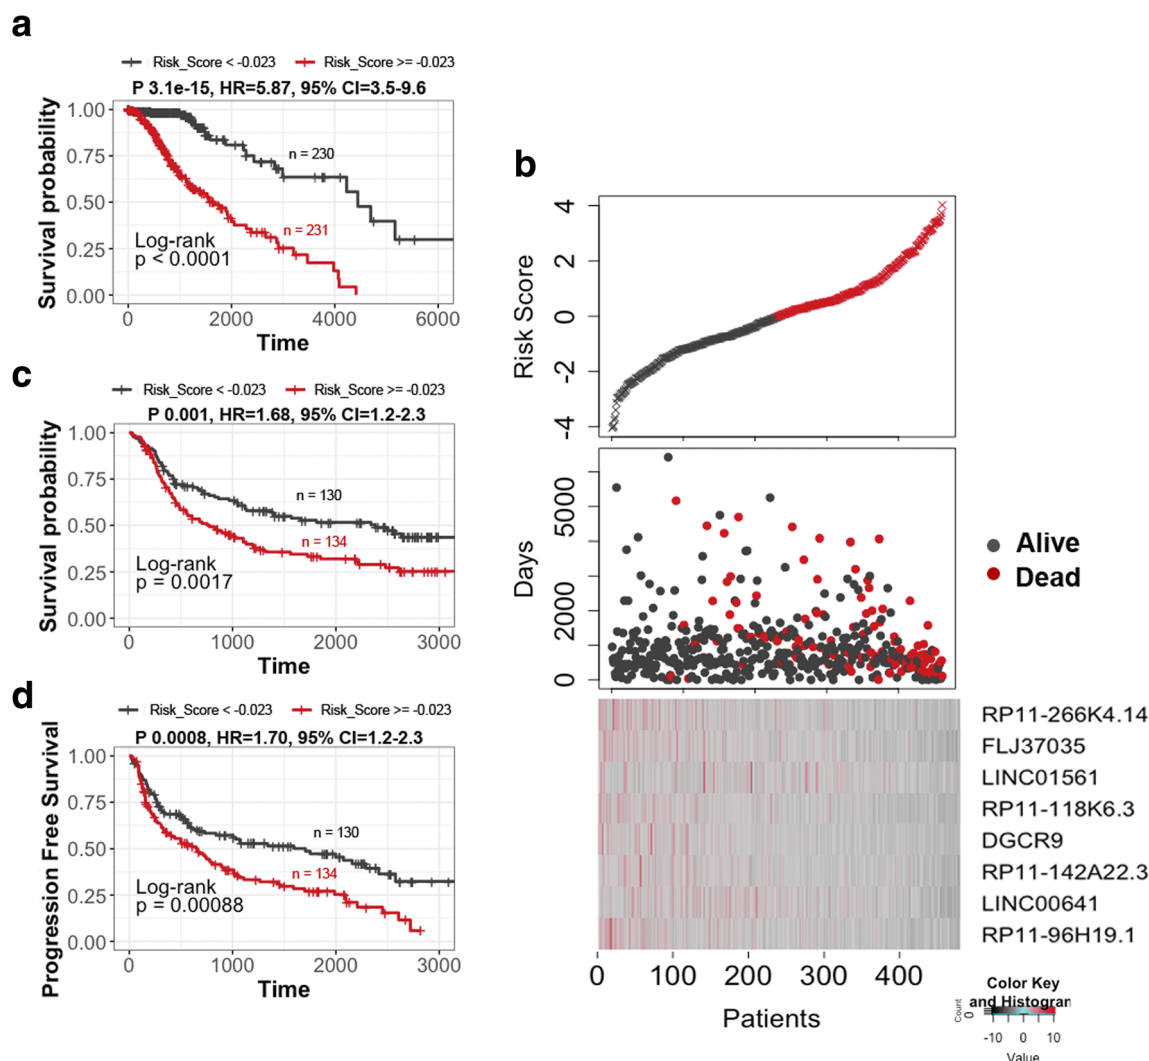 a
Risk_Score < -0.023 Risk_Score >= -0.023
P 3.1e-15, HR=5.87, 95% CI=3.5-9.6
Survival probability
1.00
0.75
0.50
0.25
0.00
n = 230
n = 231
Log-rank
p < 0.0001
0 2000 4000 6000
Time
b
Risk Score
4
2
0
-2
-4
Days
5000
2000
0
Alive
Dead
RP11-266K4.14
FLJ37035
LINC01561
RP11-118K6.3
DGCR9
RP11-142A22.3
LINC00641
RP11-96H19.1
0 100 200 300 400
Patients
Color Key
and Histogran
Count
0
-10 0 10
Value
c
Risk_Score < -0.023 Risk_Score >= -0.023
P 0.001, HR=1.68, 95% CI=1.2-2.3
Survival probability
1.00
0.75
0.50
0.25
0.00
n = 130
n = 134
Log-rank
p = 0.0017
0 1000 2000 3000
Time
d
Risk_Score < -0.023 Risk_Score >= -0.023
P 0.0008, HR=1.70, 95% CI=1.2-2.3
Progression Free Survival
1.00
0.75
0.50
0.25
0.00
n = 130
n = 134
Log-rank
p = 0.00088
0 1000 2000 3000
Time